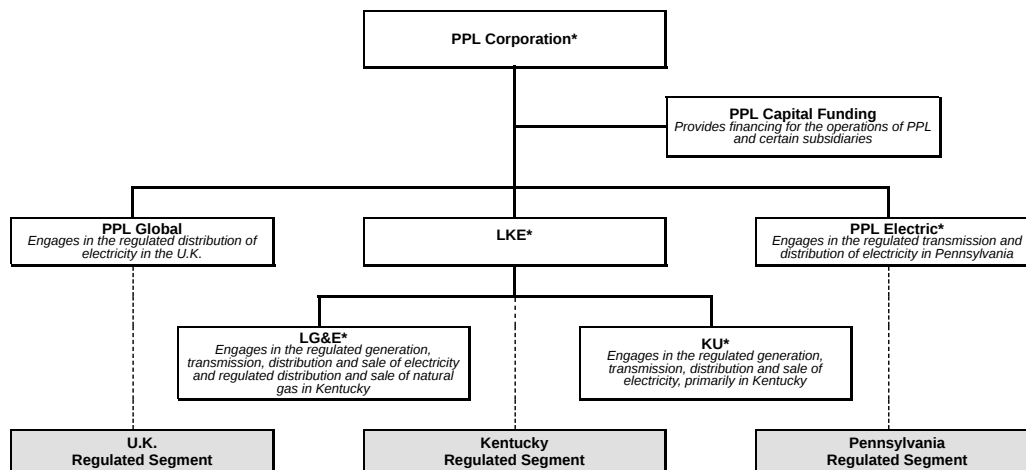 PPL Corporation*
PPL Capital Funding
Provides financing for the operations of PPL
and certain subsidiaries
PPL Global
Engages in the regulated distribution of
electricity in the U.K.
LKE*
PPL Electric*
Engages in the regulated transmission and
distribution of electricity in Pennsylvania
LG&E*
Engages in the regulated generation,
transmission, distribution and sale of electricity
and regulated distribution and sale of natural
gas in Kentucky
KU*
Engages in the regulated generation,
transmission, distribution and sale of
electricity, primarily in Kentucky
U.K.
Regulated Segment
Kentucky
Regulated Segment
Pennsylvania
Regulated Segment